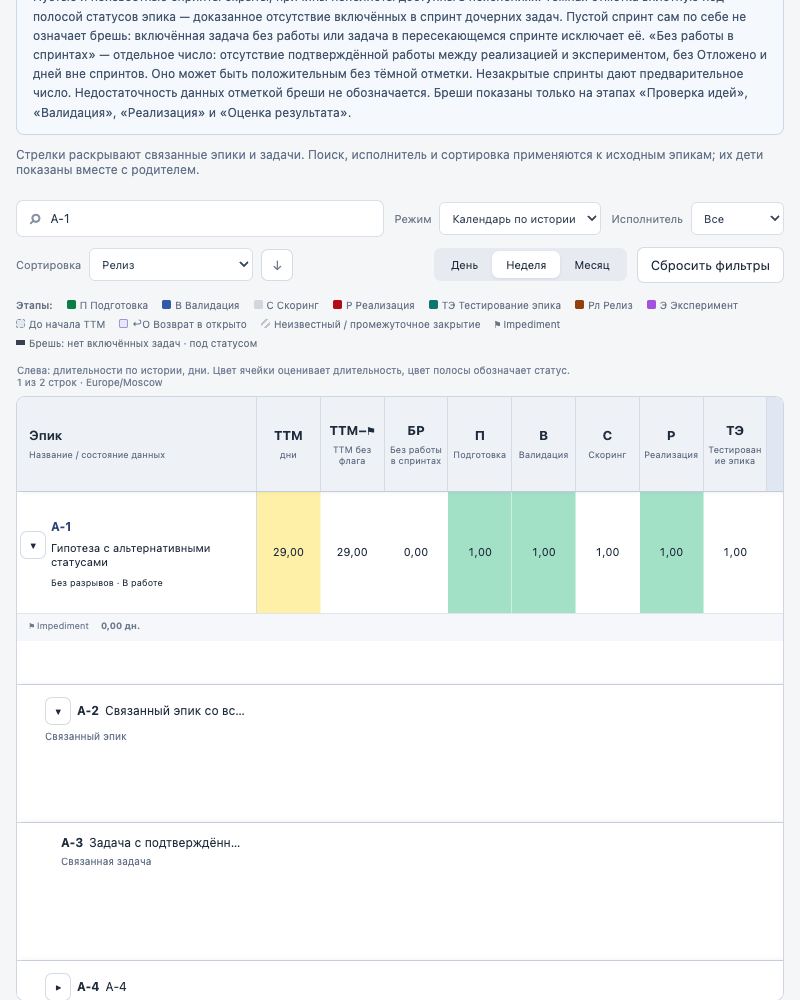 полосой статусов эпика — доказанное отсутствие включённых в спринт дочерних задач. Пустой спринт сам по себе не
означает брешь: включённая задача без работы или задача в пересекающемся спринте исключает её. «Без работы в
спринтах» — отдельное число: отсутствие подтверждённой работы между реализацией и экспериментом, без Отложено и
дней вне спринтов. Оно может быть положительным без тёмной отметки. Незакрытые спринты дают предварительное
число. Недостаточность данных отметкой бреши не обозначается. Бреши показаны только на этапах «Проверка идей»,
«Валидация», «Реализация» и «Оценка результата».
Стрелки раскрывают связанные эпики и задачи. Поиск, исполнитель и сортировка применяются к исходным эпикам; их дети
показаны вместе с родителем.
A-1
Режим
Календарь по истории
Исполнитель
Все
Сортировка
Релиз
↓
День
Неделя
Месяц
Сбросить фильтры
Этапы: П Подготовка В Валидация С Скоринг Р Реализация ТЭ Тестирование эпика Рл Релиз Э Эксперимент
До начала ТТМ ↩О Возврат в открыто Неизвестный / промежуточное закрытие ⚑ Impediment
Брешь: нет включённых задач · под статусом
Слева: длительности по истории, дни. Цвет ячейки оценивает длительность, цвет полосы обозначает статус.
1 из 2 строк · Europe/Moscow
Эпик
Название / состояние данных
ТТМ
дни
ТТМ−⚑
ТТМ без
флага
БР
Без работы
в спринтах
П
Подготовка
В
Валидация
С
Скоринг
Р
Реализация
ТЭ
Тестирован
ие эпика
▾
A-1
Гипотеза с альтернативными
статусами
Без разрывов · В работе
29,00 29,00 0,00 1,00 1,00 1,00 1,00 1,00
⚑ Impediment 0,00 дн.
▾ A-2 Связанный эпик со вс…
Связанный эпик
A-3 Задача с подтверждённ…
Связанная задача
▸ A-4 A-4